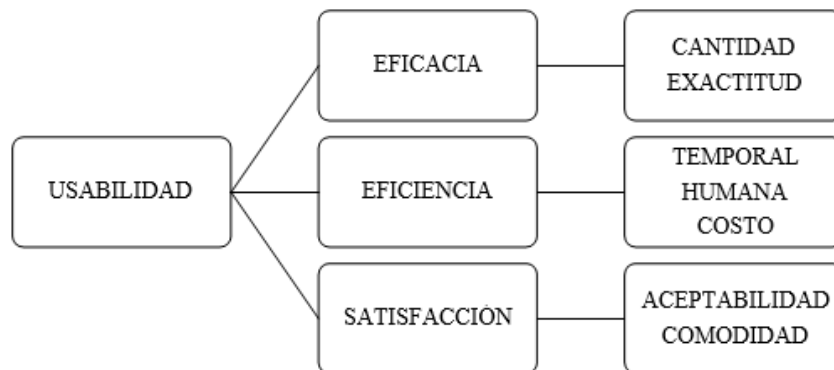 USABILIDAD
EFICACIA
CANTIDAD
EXACTITUD
EFICIENCIA
TEMPORAL
HUMANA
COSTO
SATISFACCIÓN
ACEPTABILIDAD
COMODIDAD